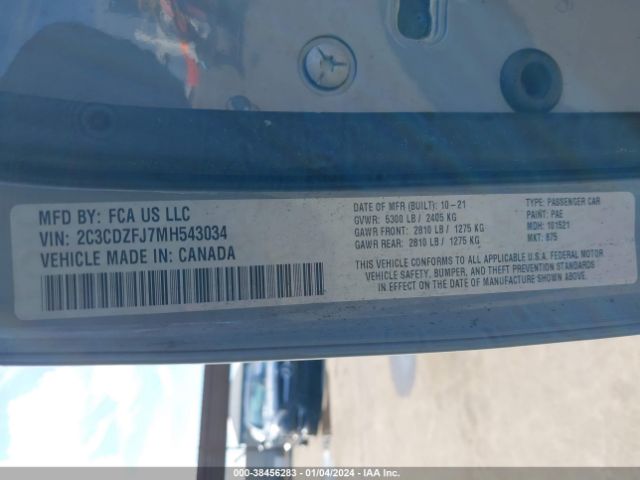 MFD BY: FCA US LLC
VIN: 2C3CDZFJ7MH543034
VEHICLE MADE IN: CANADA
DATE OF MFR (BUILT): 10-21
GVWR: 5300 LB / 2405 KG
GAWR FRONT: 2810 LB / 1275 KG
GAWR REAR: 2810 LB / 1275 KG
TYPE: PASSENGER CAR
PAINT: PAE
MDH: 101521
MKT: 875
THIS VEHICLE CONFORMS TO ALL APPLICABLE U.S.A. FEDERAL MOTOR
VEHICLE SAFETY, BUMPER, AND THEFT PREVENTION STANDARDS
IN EFFECT ON THE DATE OF MANUFACTURE SHOWN ABOVE.
000-38456283 - 01/04/2024 - IAA Inc.